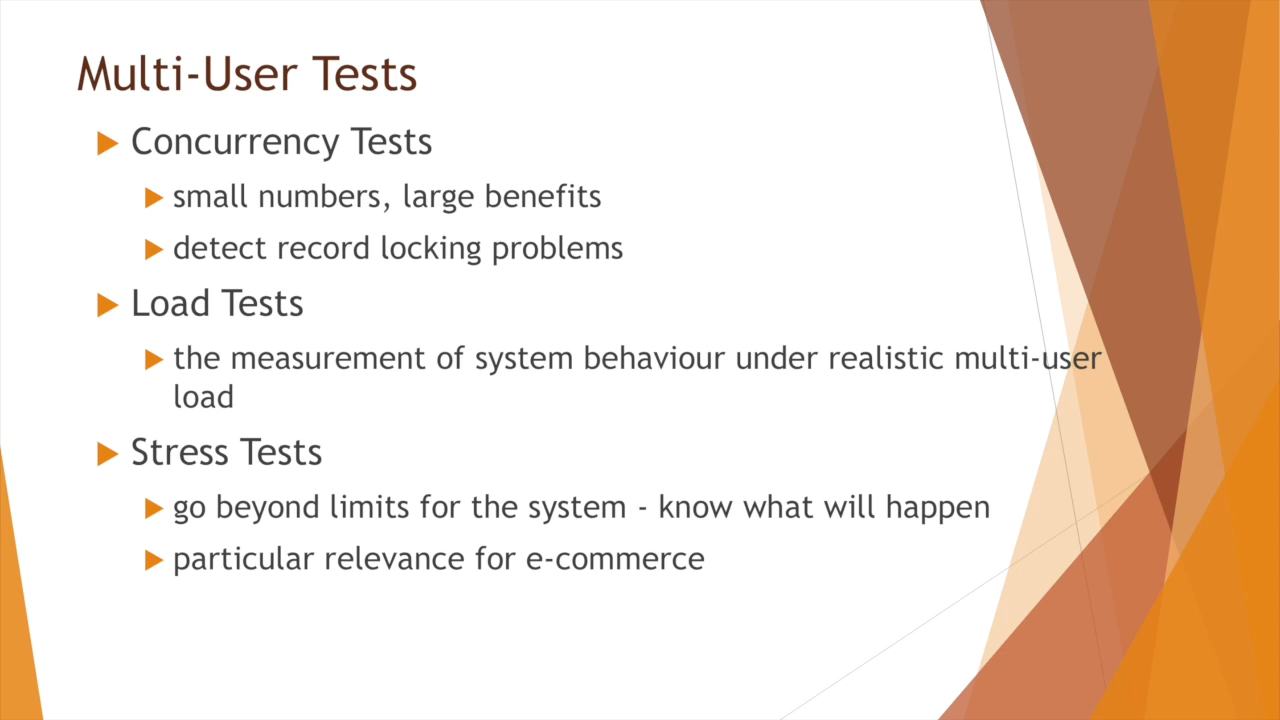 Multi-User Tests
Concurrency Tests
small numbers, large benefits
detect record locking problems
Load Tests
the measurement of system behaviour under realistic multi-user
load
Stress Tests
go beyond limits for the system - know what will happen
particular relevance for e-commerce